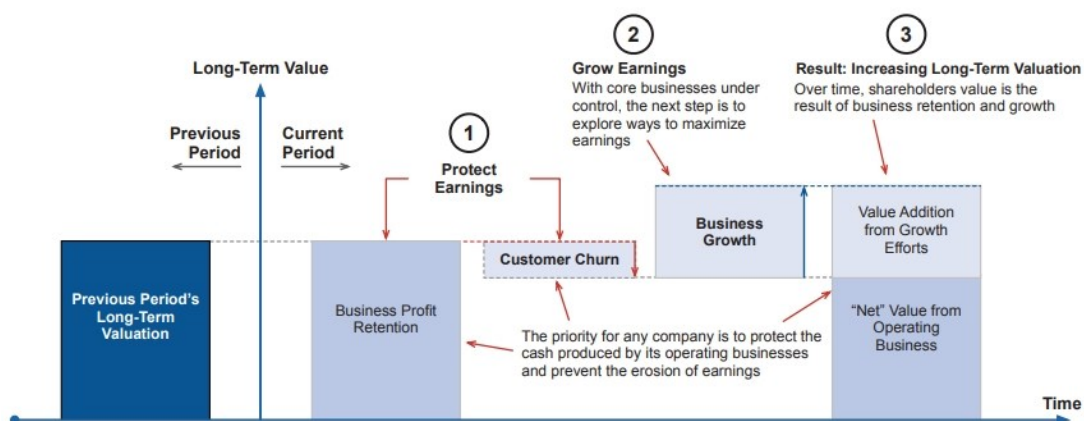 2
3
Grow Earnings
With core businesses under
control, the next step is to
explore ways to maximize
earnings
Result: Increasing Long-Term Valuation
Over time, shareholders value is the
result of business retention and growth
Long-Term Value
Previous
Period
Current
Period
1
Protect
Earnings
Previous Period's
Long-Term
Valuation
Business Profit
Retention
Customer Churn
Business
Growth
Value Addition
from Growth
Efforts
The priority for any company is to protect the
cash produced by its operating businesses
and prevent the erosion of earnings
“Net” Value from
Operating
Business
Time